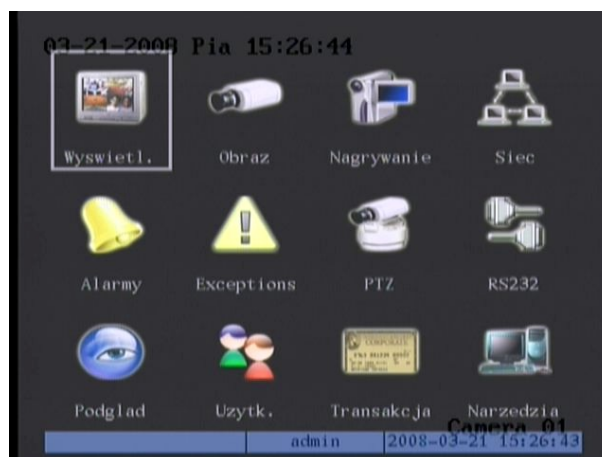 03-21-2008 Pia 15:26:44
Wyswietl. Obraz Nagrywanie Siec
Alarmy Exceptions PTZ RS232
Podglad Uzytk. Transakcja Narzedzia
Camera 01
admin 2008-03-21 15:26:43